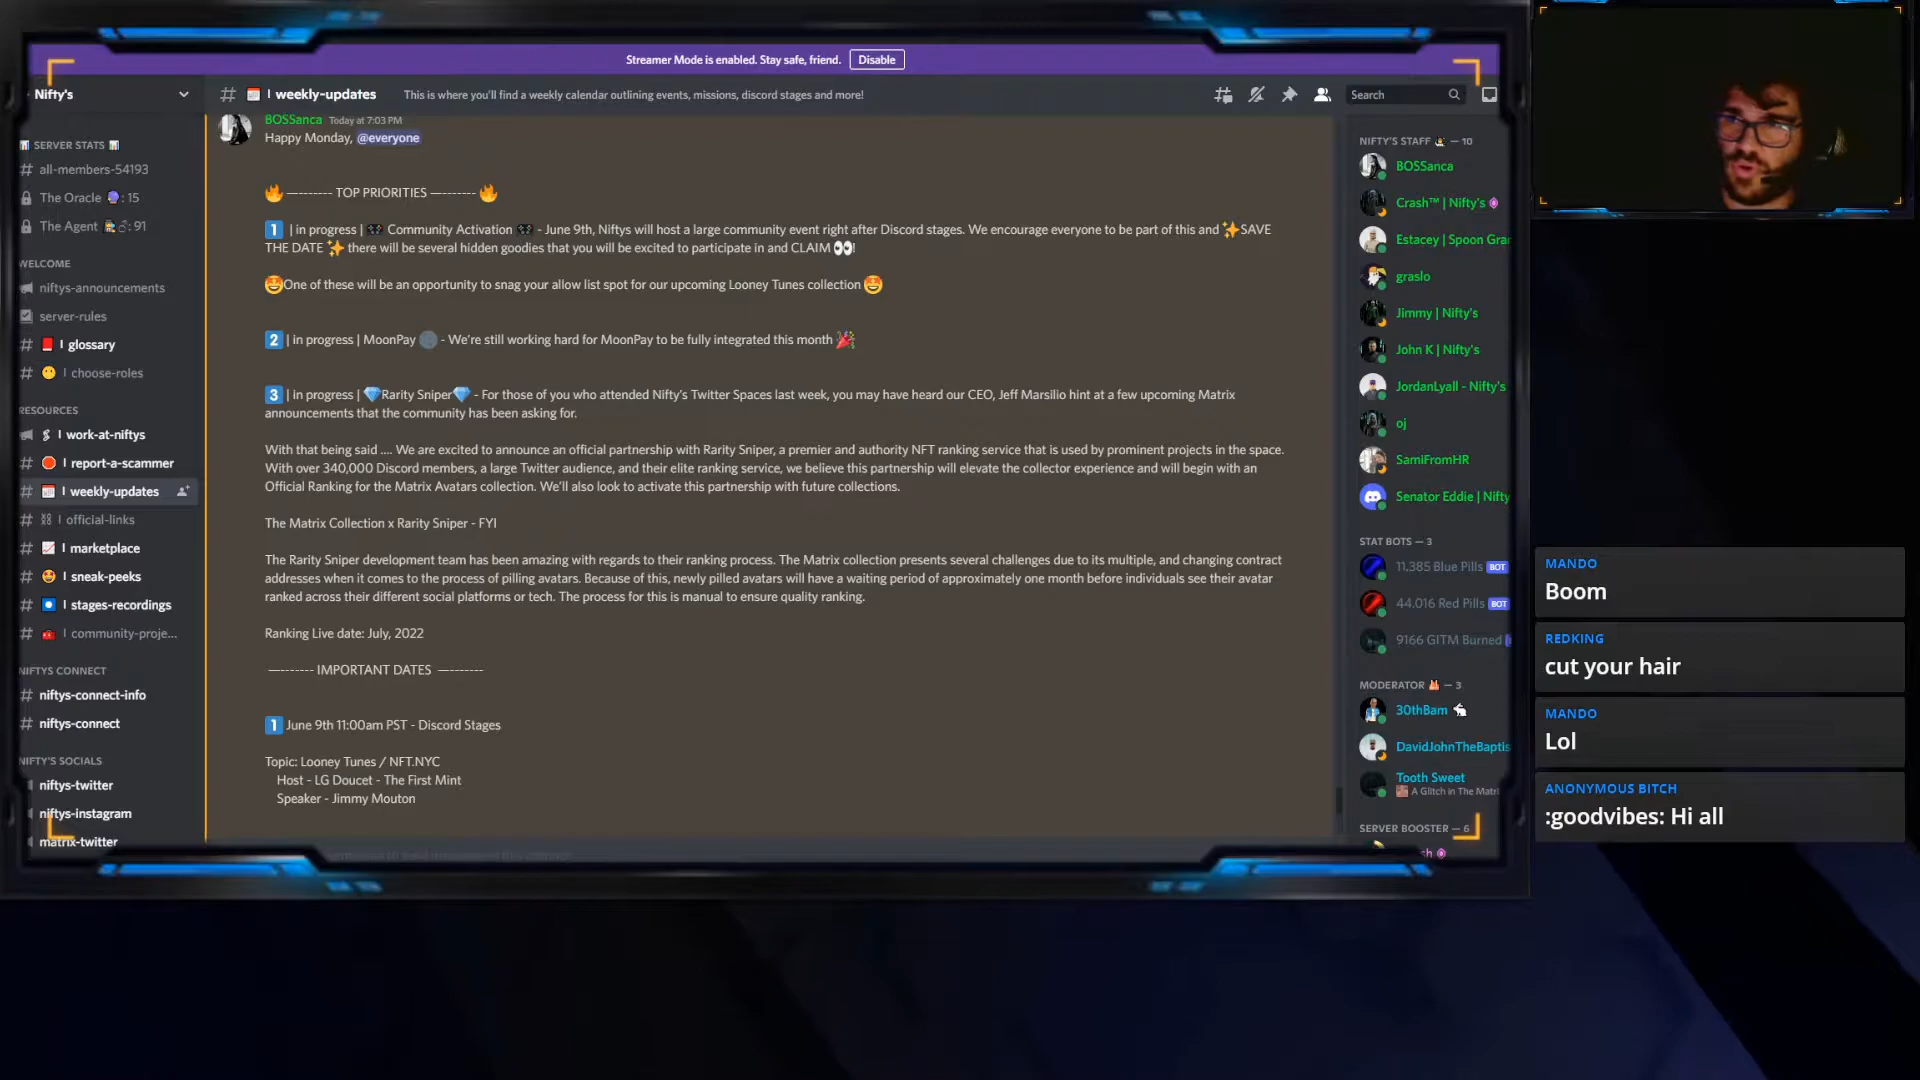 Streamer Mode is enabled. Stay safe, friend. Disable
Nifty's
SERVER STATS
all-members-54193
The Oracle : 15
The Agent : 91
WELCOME
niftys-announcements
server-rules
glossary
choose-roles
RESOURCES
work-at-niftys
report-a-scammer
weekly-updates
official-links
marketplace
sneak-peeks
stages-recordings
community-proje...
NIFTYS CONNECT
niftys-connect-info
niftys-connect
NIFTY'S SOCIALS
niftys-twitter
niftys-instagram
matrix-twitter
weekly-updates This is where you'll find a weekly calendar outlining events, missions, discord stages and more!
Search
BOSSanca Today at 7:03 PM
Happy Monday, @everyone
🔥 —------- TOP PRIORITIES —------- 🔥
1️⃣ | in progress | Community Activation - June 9th, Niftys will host a large community event right after Discord stages. We encourage everyone to be part of this and ✨SAVE
THE DATE ✨ there will be several hidden goodies that you will be excited to participate in and CLAIM 👀!
🤩One of these will be an opportunity to snag your allow list spot for our upcoming Looney Tunes collection 🤩
2️⃣ | in progress | MoonPay - We're still working hard for MoonPay to be fully integrated this month 🎉
3️⃣ | in progress | 💎Rarity Sniper💎 - For those of you who attended Nifty's Twitter Spaces last week, you may have heard our CEO, Jeff Marsilio hint at a few upcoming Matrix
announcements that the community has been asking for.
With that being said .... We are excited to announce an official partnership with Rarity Sniper, a premier and authority NFT ranking service that is used by prominent projects in the space.
With over 340,000 Discord members, a large Twitter audience, and their elite ranking service, we believe this partnership will elevate the collector experience and will begin with an
Official Ranking for the Matrix Avatars collection. We'll also look to activate this partnership with future collections.
The Matrix Collection x Rarity Sniper - FYI
The Rarity Sniper development team has been amazing with regards to their ranking process. The Matrix collection presents several challenges due to its multiple, and changing contract
addresses when it comes to the process of pilling avatars. Because of this, newly pilled avatars will have a waiting period of approximately one month before individuals see their avatar
ranked across their different social platforms or tech. The process for this is manual to ensure quality ranking.
Ranking Live date: July, 2022
—------- IMPORTANT DATES —-------
1️⃣ June 9th 11:00am PST - Discord Stages
Topic: Looney Tunes / NFT.NYC
Host - LG Doucet - The First Mint
Speaker - Jimmy Mouton
NIFTY'S STAFF — 10
BOSSanca
Crash™ | Nifty's
Estacey | Spoon Gra
graslo
Jimmy | Nifty's
John K | Nifty's
JordanLyall - Nifty's
oj
SamiFromHR
Senator Eddie | Nifty
STAT BOTS — 3
11,385 Blue Pills BOT
44.016 Red Pills BOT
9166 GITM Burned
MODERATOR — 3
30thBam
DavidJohnTheBaptis
Tooth Sweet
A Glitch in The Matri
SERVER BOOSTER — 6
MANDO
Boom
REDKING
cut your hair
MANDO
Lol
ANONYMOUS BITCH
:goodvibes: Hi all